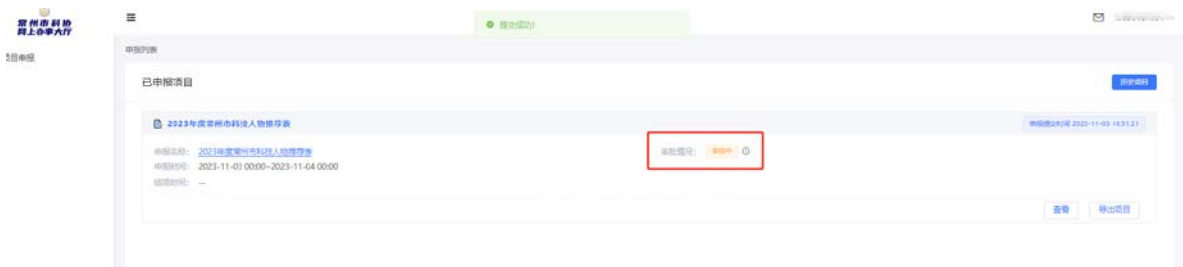 常州市科协
网上办事大厅
提交成功!
项目申报
申报列表
已申报项目
历史项目
2023年度常州市科技人物推荐表
申报提交时间 2023-11-03 16:51:21
申报名称: 2023年度常州市科技人物推荐表
审批情况: 审核中
申报时间: 2023-11-03 00:00~2023-11-04 00:00
结项时间: --
查看
导出项目